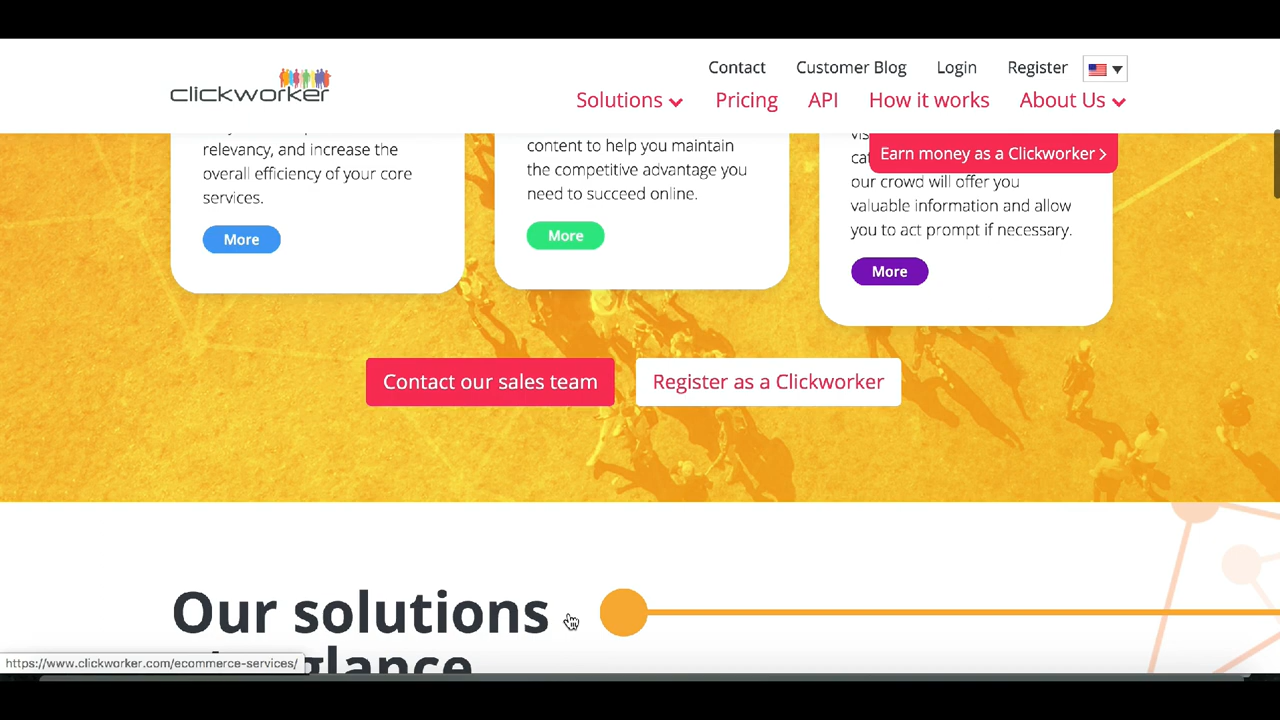 Contact Customer Blog Login Register
clickworker
Solutions Pricing API How it works About Us
Earn money as a Clickworker
relevancy, and increase the
overall efficiency of your core
services.
More
content to help you maintain
the competitive advantage you
need to succeed online.
More
our crowd will offer you
valuable information and allow
you to act prompt if necessary.
More
Contact our sales team
Register as a Clickworker
Our solutions
glance
https://www.clickworker.com/ecommerce-services/